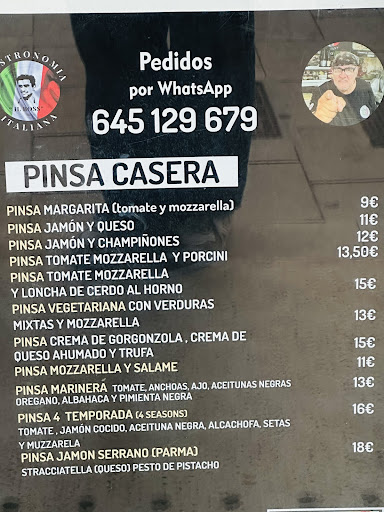 GASTRONOMIA
IL BOSS
ITALIANA
Pedidos
por WhatsApp
645 129 679
PINSA CASERA
PINSA MARGARITA (tomate y mozzarella) 9€
PINSA JAMÓN Y QUESO 11€
PINSA JAMÓN Y CHAMPIÑONES 12€
PINSA TOMATE MOZZARELLA Y PORCINI 13,50€
PINSA TOMATE MOZZARELLA
Y LONCHA DE CERDO AL HORNO 15€
PINSA VEGETARIANA CON VERDURAS
MIXTAS Y MOZZARELLA 13€
PINSA CREMA DE GORGONZOLA , CREMA DE
QUESO AHUMADO Y TRUFA 15€
PINSA MOZZARELLA Y SALAME 11€
PINSA MARINERA TOMATE, ANCHOAS, AJO, ACEITUNAS NEGRAS 13€
OREGANO, ALBAHACA Y PIMIENTA NEGRA
PINSA 4 TEMPORADA (4 SEASONS) 16€
TOMATE , JAMÓN COCIDO, ACEITUNA NEGRA, ALCACHOFA, SETAS
Y MUZZARELA
PINSA JAMON SERRANO (PARMA) 18€
STRACCIATELLA (QUESO) PESTO DE PISTACHO